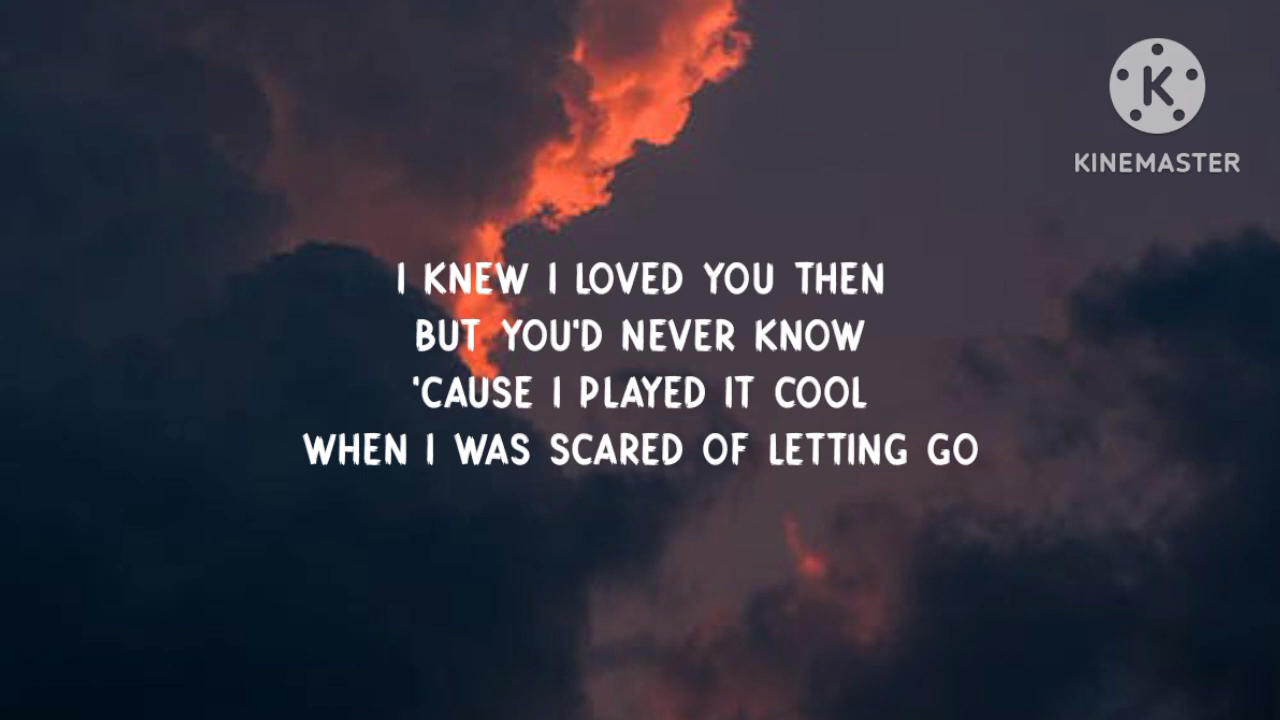 K
KINEMASTER
I KNEW I LOVED YOU THEN
BUT YOU'D NEVER KNOW
'CAUSE I PLAYED IT COOL
WHEN I WAS SCARED OF LETTING GO